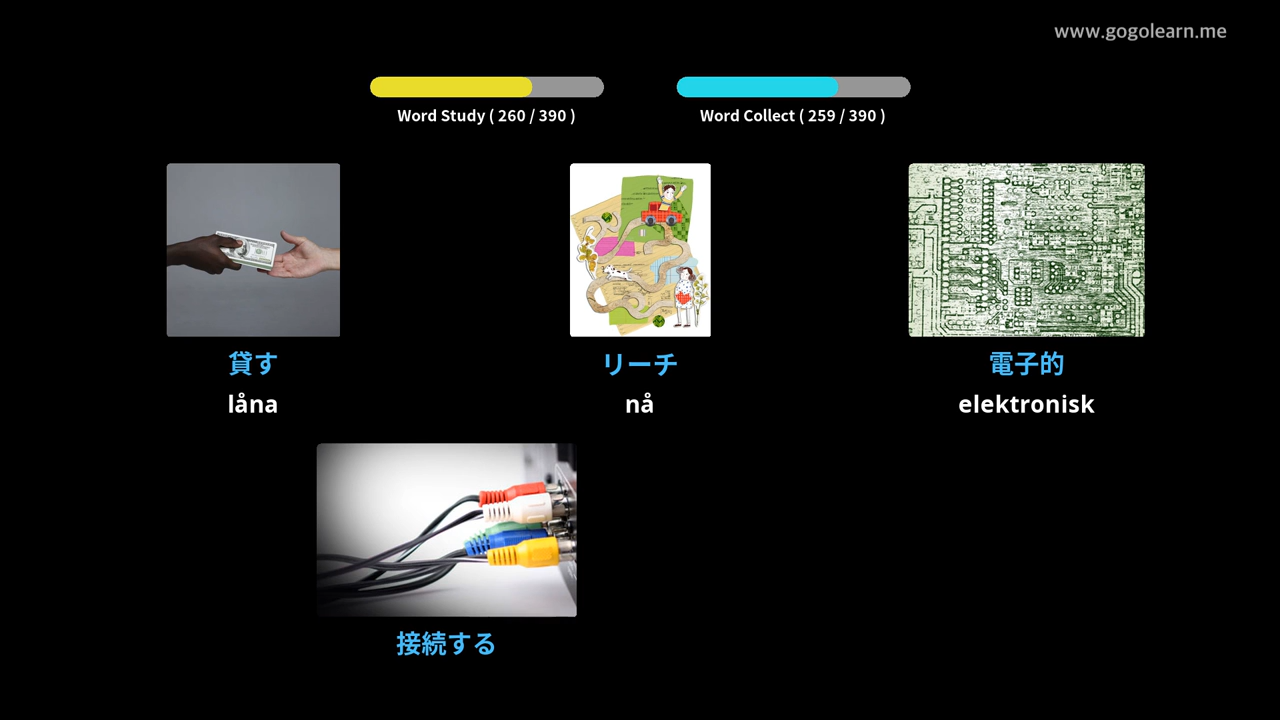 www.gogolearn.me
Word Study ( 260 / 390 )
Word Collect ( 259 / 390 )
貸す
リーチ
電子的
låna
nå
elektronisk
接続する